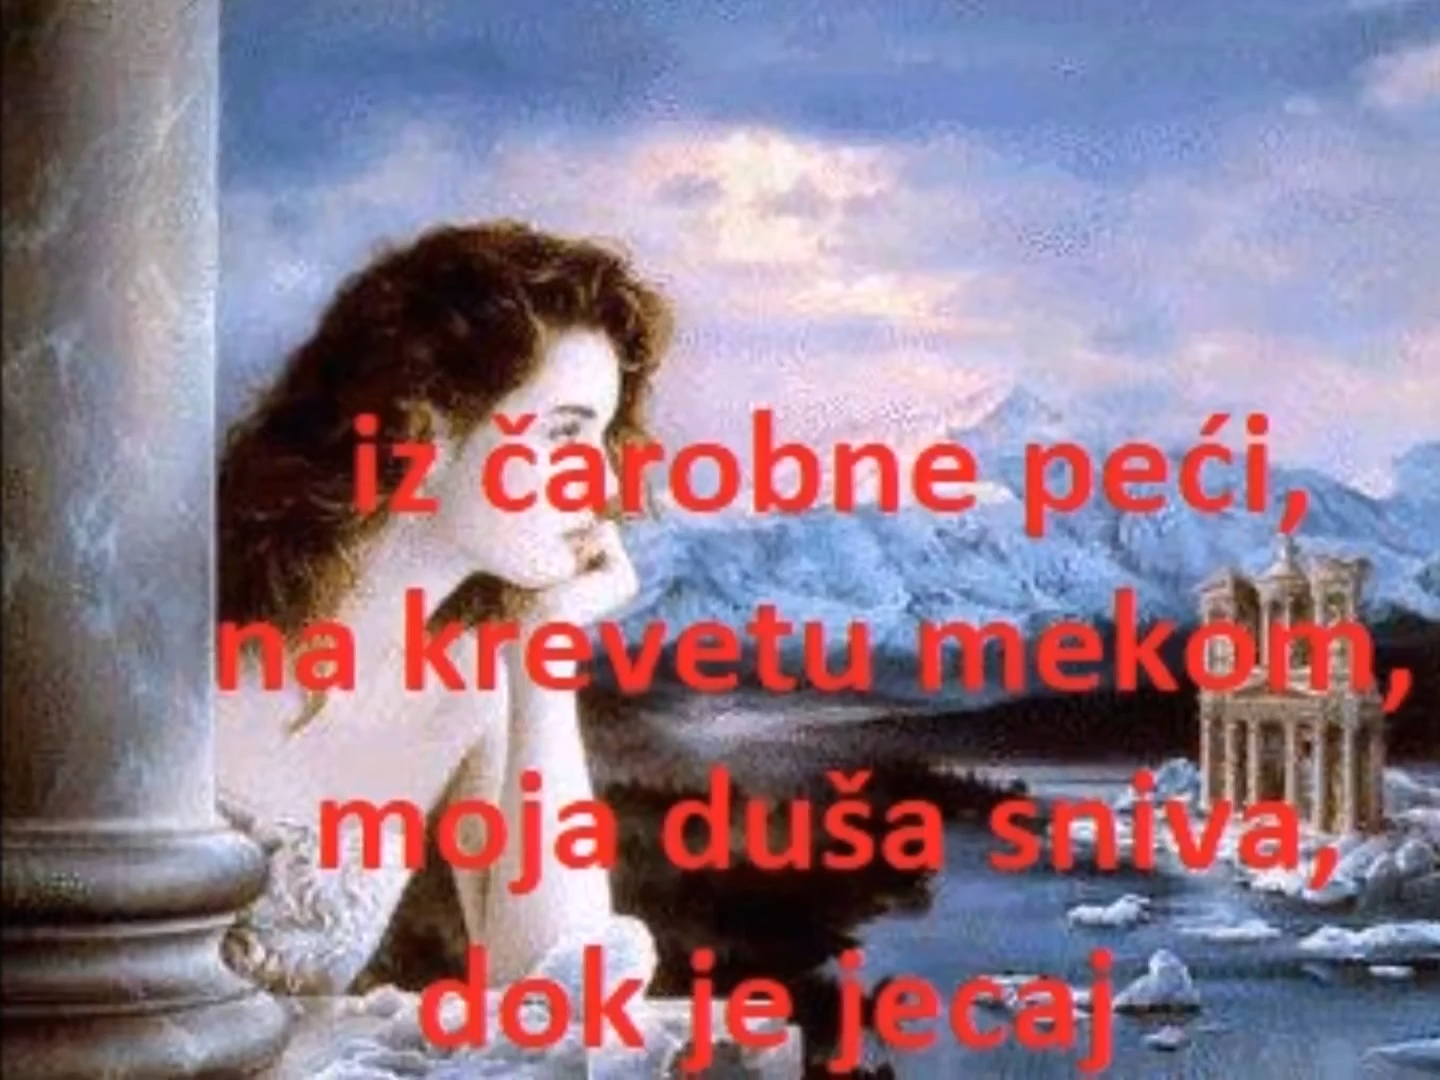 iz čarobne peći,
na krevetu mekom,
moja duša sniva,
dok je jecaj